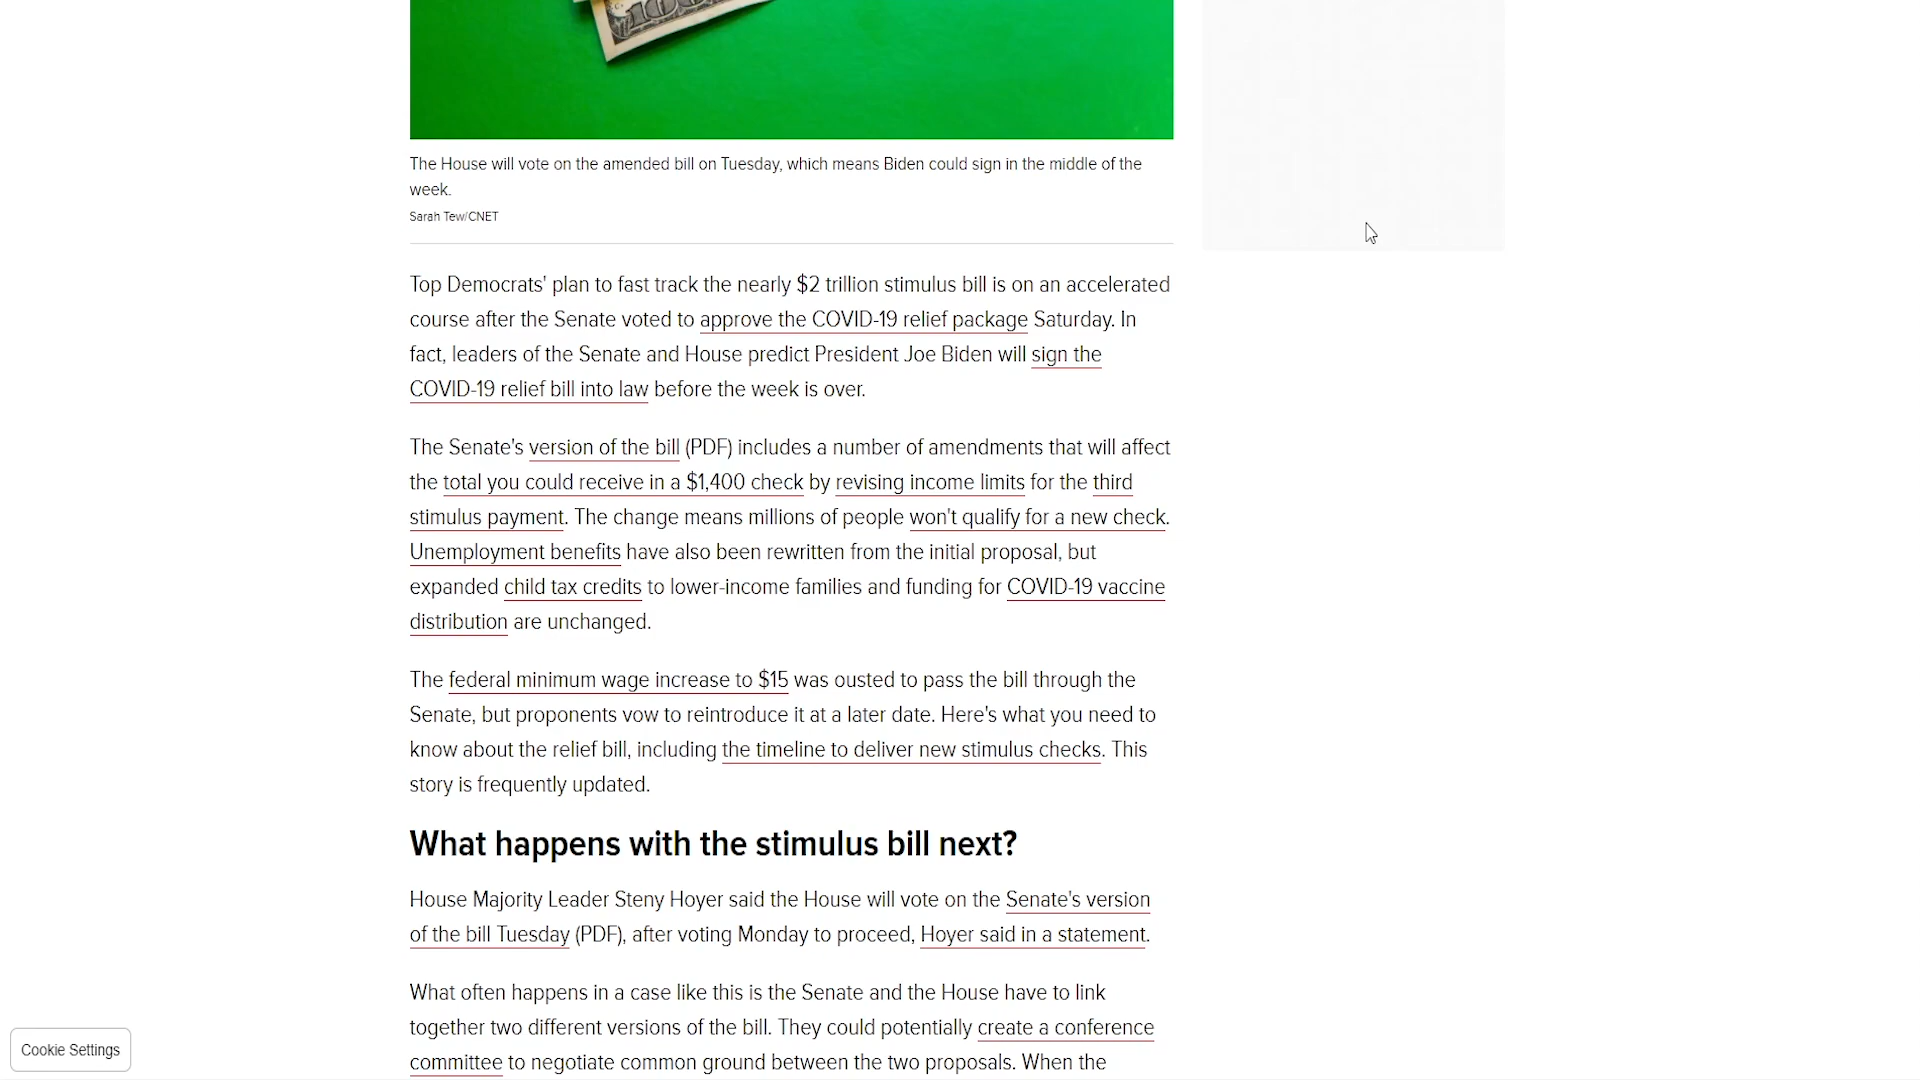 100
The House will vote on the amended bill on Tuesday, which means Biden could sign in the middle of the
week.
Sarah Tew/CNET
Top Democrats' plan to fast track the nearly $2 trillion stimulus bill is on an accelerated
course after the Senate voted to approve the COVID-19 relief package Saturday. In
fact, leaders of the Senate and House predict President Joe Biden will sign the
COVID-19 relief bill into law before the week is over.
The Senate's version of the bill (PDF) includes a number of amendments that will affect
the total you could receive in a $1,400 check by revising income limits for the third
stimulus payment. The change means millions of people won't qualify for a new check.
Unemployment benefits have also been rewritten from the initial proposal, but
expanded child tax credits to lower-income families and funding for COVID-19 vaccine
distribution are unchanged.
The federal minimum wage increase to $15 was ousted to pass the bill through the
Senate, but proponents vow to reintroduce it at a later date. Here's what you need to
know about the relief bill, including the timeline to deliver new stimulus checks. This
story is frequently updated.
What happens with the stimulus bill next?
House Majority Leader Steny Hoyer said the House will vote on the Senate's version
of the bill Tuesday (PDF), after voting Monday to proceed, Hoyer said in a statement.
What often happens in a case like this is the Senate and the House have to link
together two different versions of the bill. They could potentially create a conference
committee to negotiate common ground between the two proposals. When the
Cookie Settings